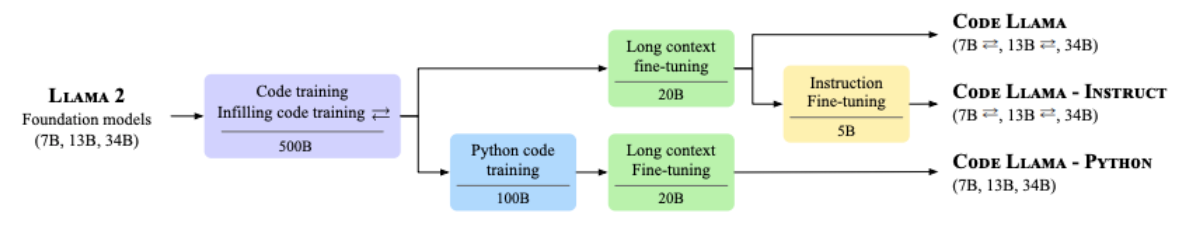 LLAMA 2
Foundation models
(7B, 13B, 34B)
Code training
Infilling code training ⇄
500B
Python code
training
100B
Long context
fine-tuning
20B
Long context
Fine-tuning
20B
Instruction
Fine-tuning
5B
CODE LLAMA
(7B ⇄, 13B ⇄, 34B)
CODE LLAMA - INSTRUCT
(7B ⇄, 13B ⇄, 34B)
CODE LLAMA - PYTHON
(7B, 13B, 34B)